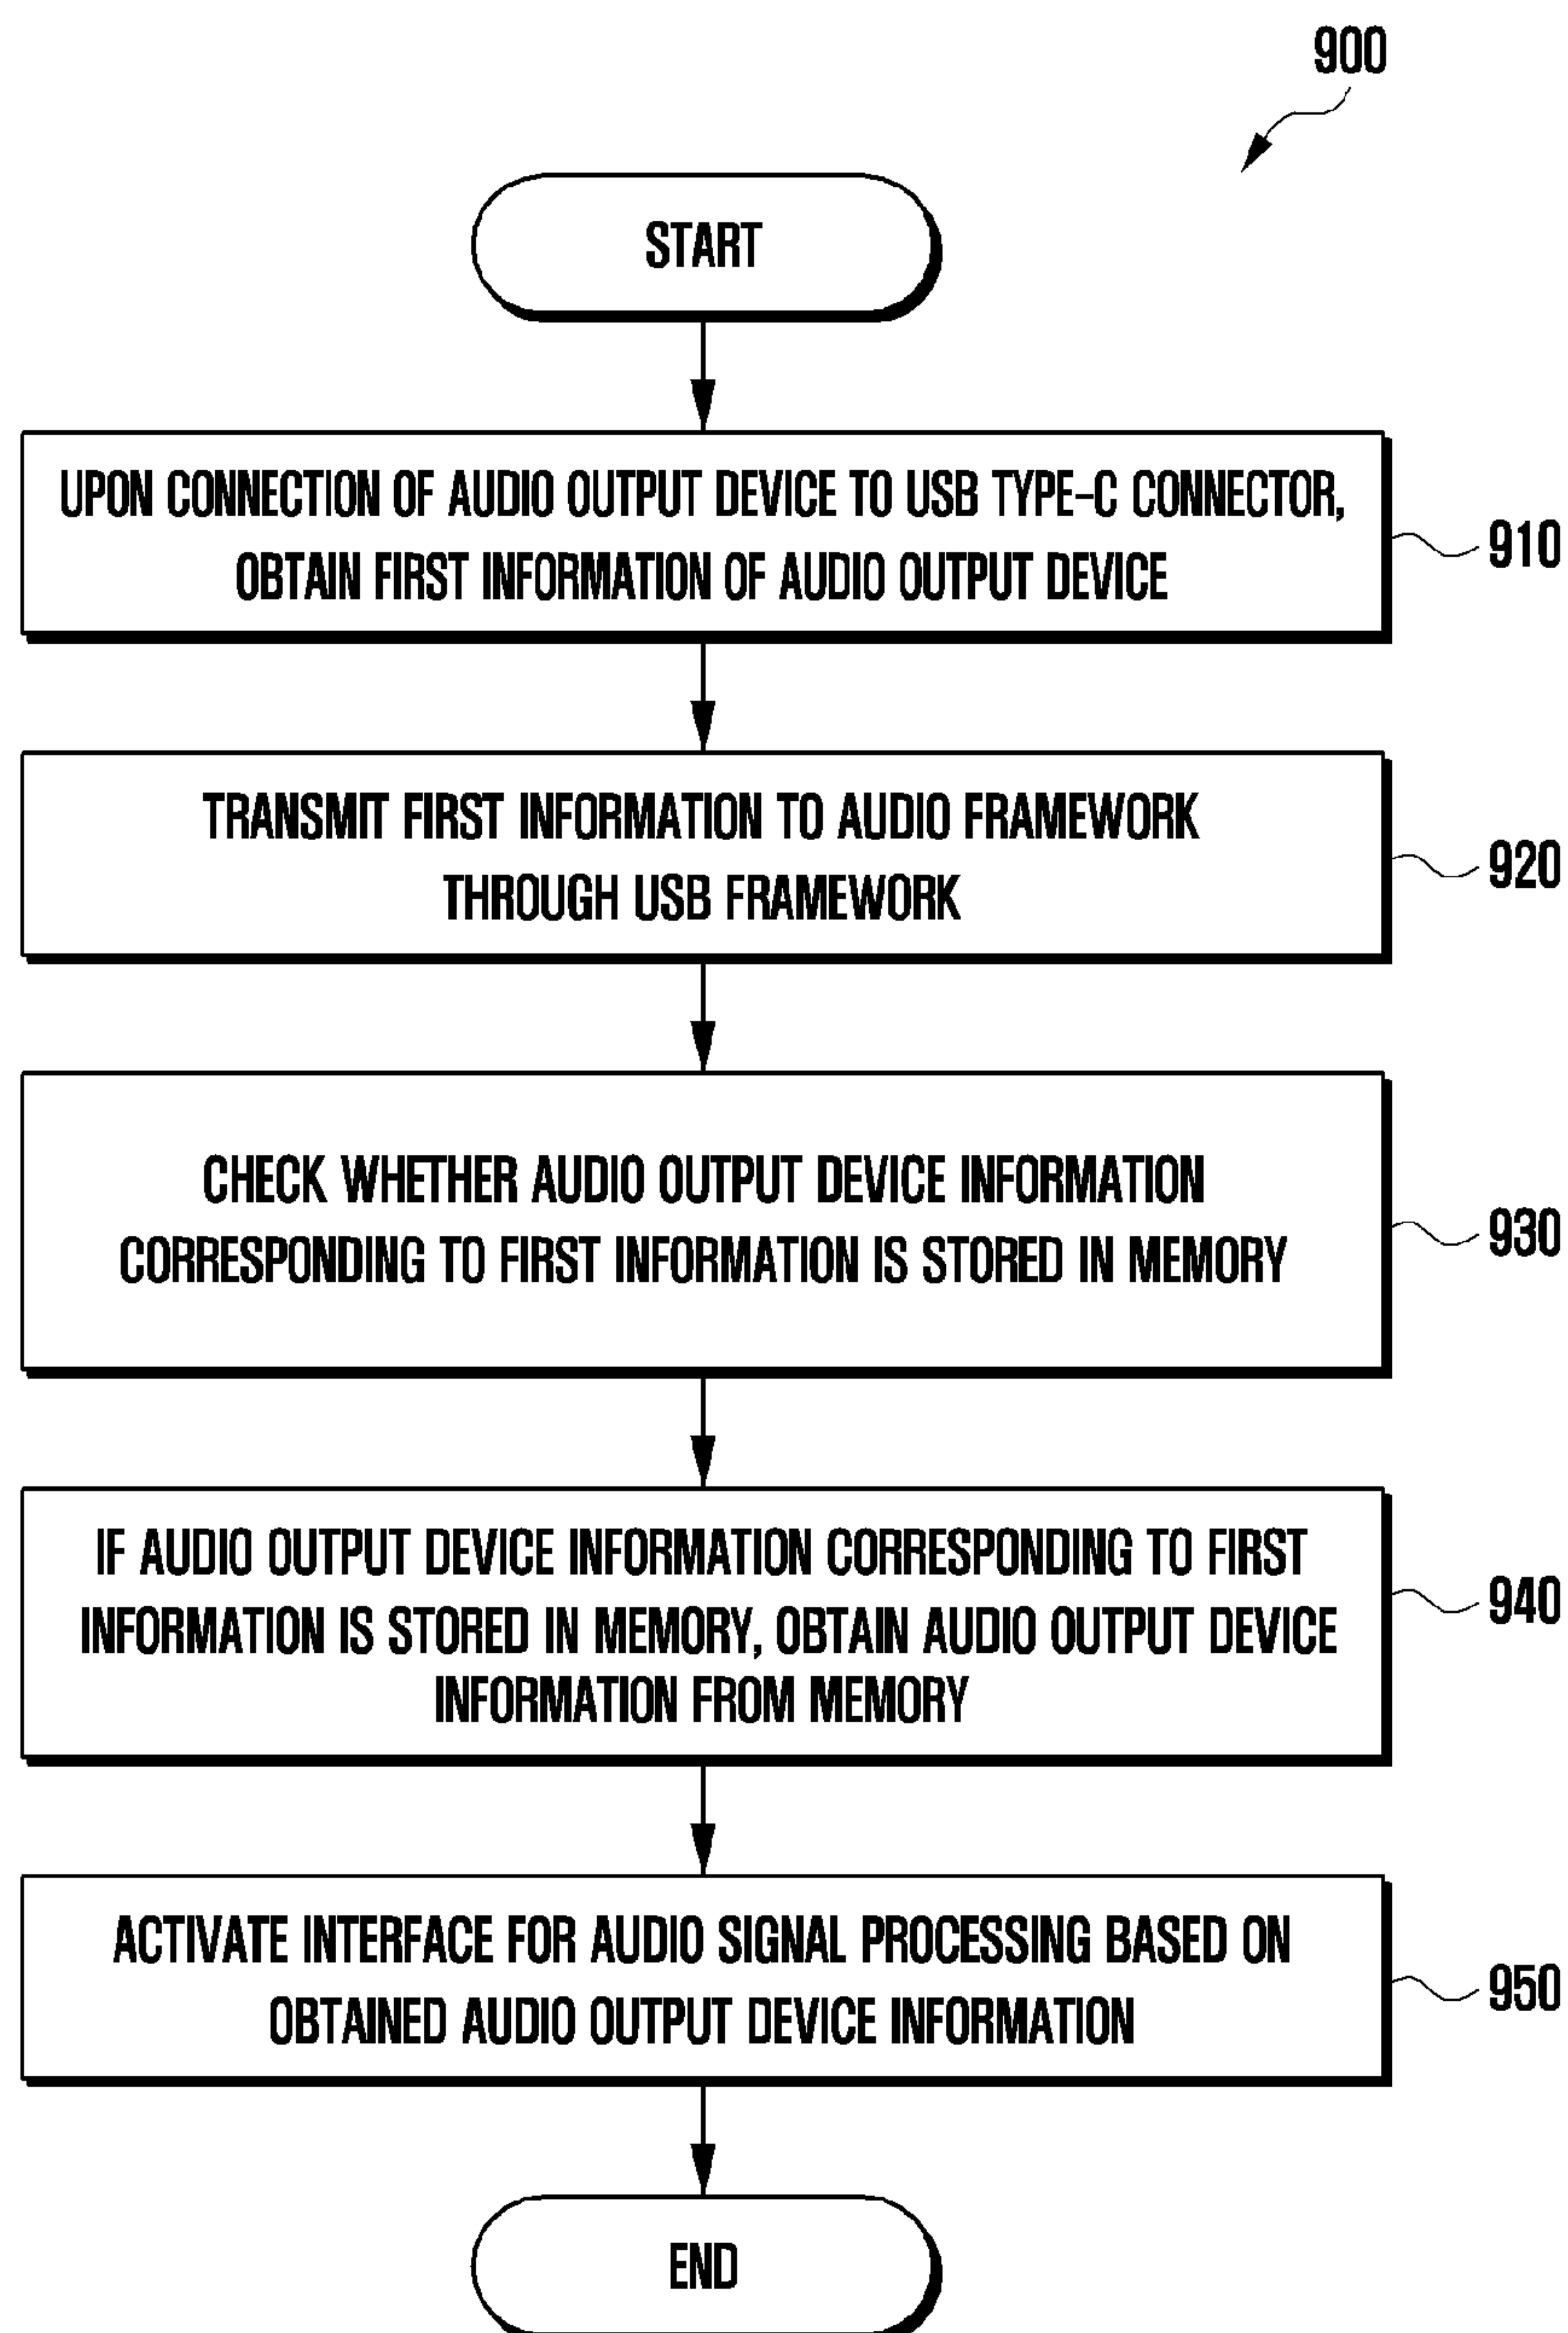 900
START
UPON CONNECTION OF AUDIO OUTPUT DEVICE TO USB TYPE-C CONNECTOR,
OBTAIN FIRST INFORMATION OF AUDIO OUTPUT DEVICE
910
TRANSMIT FIRST INFORMATION TO AUDIO FRAMEWORK
THROUGH USB FRAMEWORK
920
CHECK WHETHER AUDIO OUTPUT DEVICE INFORMATION
CORRESPONDING TO FIRST INFORMATION IS STORED IN MEMORY
930
IF AUDIO OUTPUT DEVICE INFORMATION CORRESPONDING TO FIRST
INFORMATION IS STORED IN MEMORY, OBTAIN AUDIO OUTPUT DEVICE
INFORMATION FROM MEMORY
940
ACTIVATE INTERFACE FOR AUDIO SIGNAL PROCESSING BASED ON
OBTAINED AUDIO OUTPUT DEVICE INFORMATION
950
END